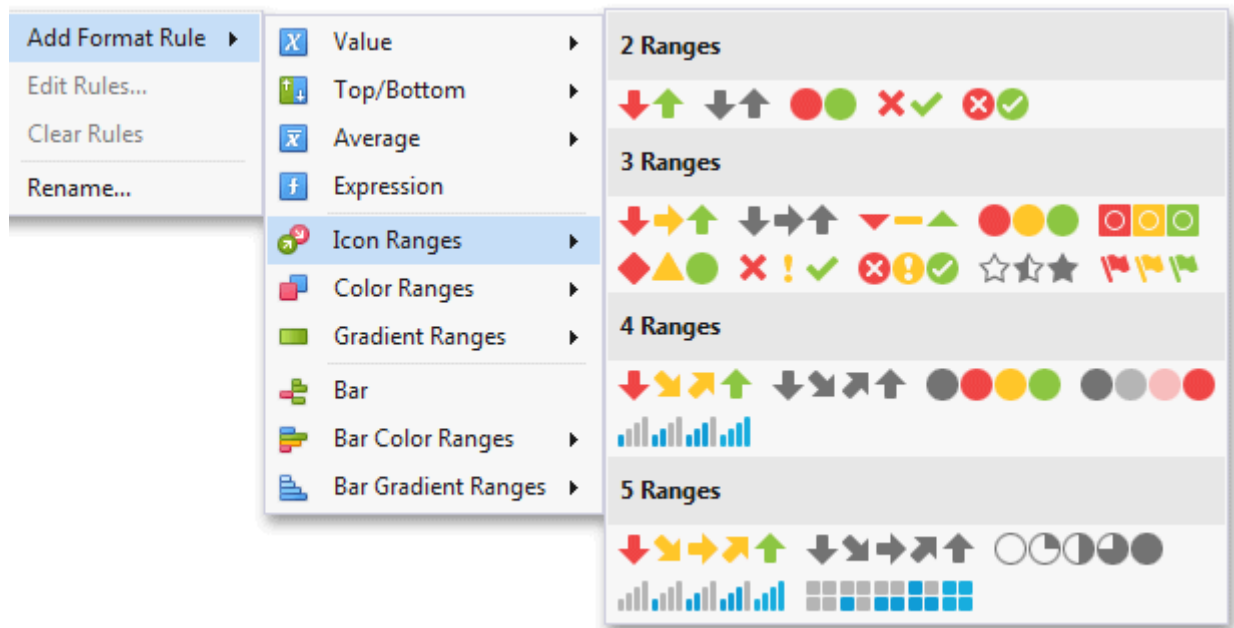 Add Format Rule
Edit Rules...
Clear Rules
Rename...
Value
Top/Bottom
Average
Expression
Icon Ranges
Color Ranges
Gradient Ranges
Bar
Bar Color Ranges
Bar Gradient Ranges
2 Ranges
3 Ranges
4 Ranges
5 Ranges